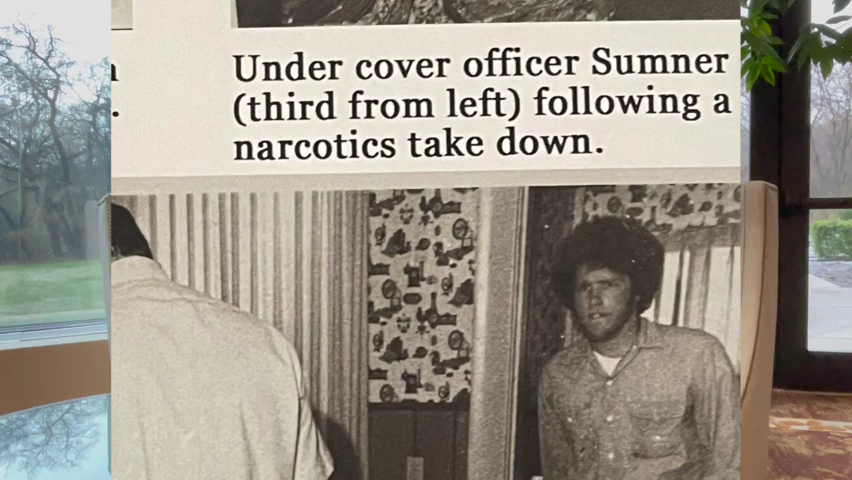 Under cover officer Sumner
(third from left) following a
narcotics take down.